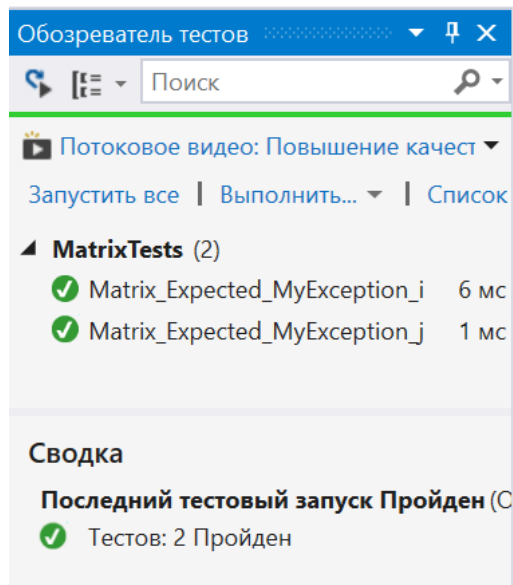 Обозреватель тестов
Поиск
Потоковое видео: Повышение качест
Запустить все | Выполнить... | Список
MatrixTests (2)
Matrix_Expected_MyException_i 6 мс
Matrix_Expected_MyException_j 1 мс
Сводка
Последний тестовый запуск Пройден (О
Тестов: 2 Пройден